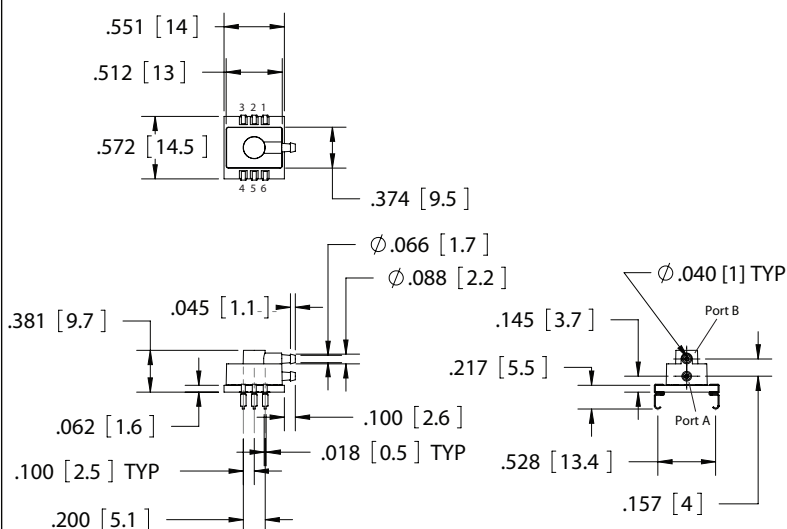 .551 [14]
.512 [13]
3 2 1
.572 [14.5]
4 5 6
.374 [9.5]
Ø.066 [1.7]
Ø.088 [2.2]
Ø.040 [1] TYP
.045 [1.1]
.381 [9.7]
.145 [3.7]
Port B
.217 [5.5]
.062 [1.6]
.100 [2.6]
Port A
.018 [0.5] TYP
.100 [2.5] TYP
.528 [13.4]
.157 [4]
.200 [5.1]